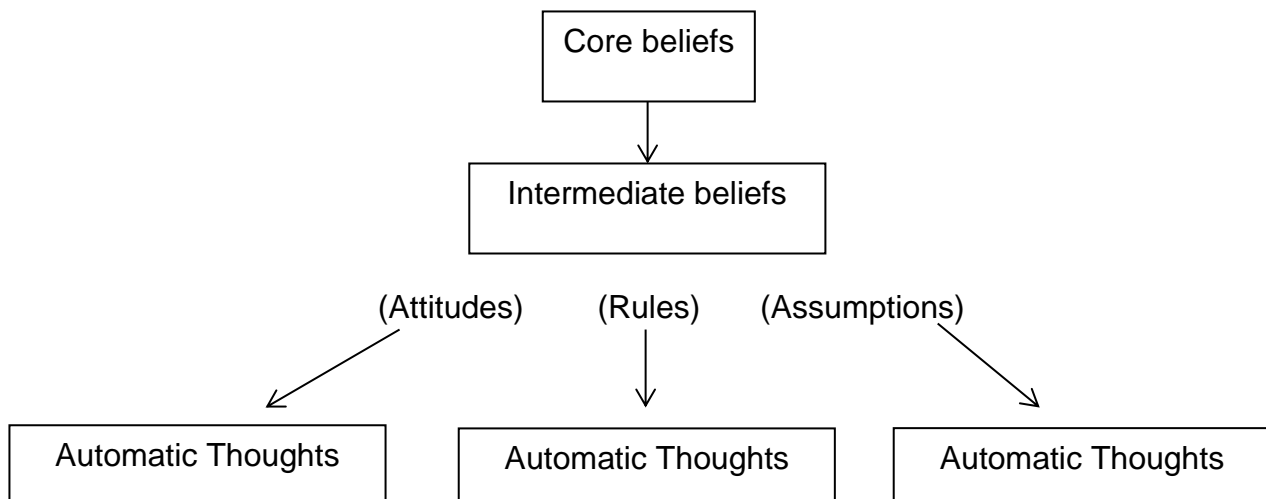 Core beliefs
Intermediate beliefs
(Attitudes) (Rules) (Assumptions)
Automatic Thoughts Automatic Thoughts Automatic Thoughts